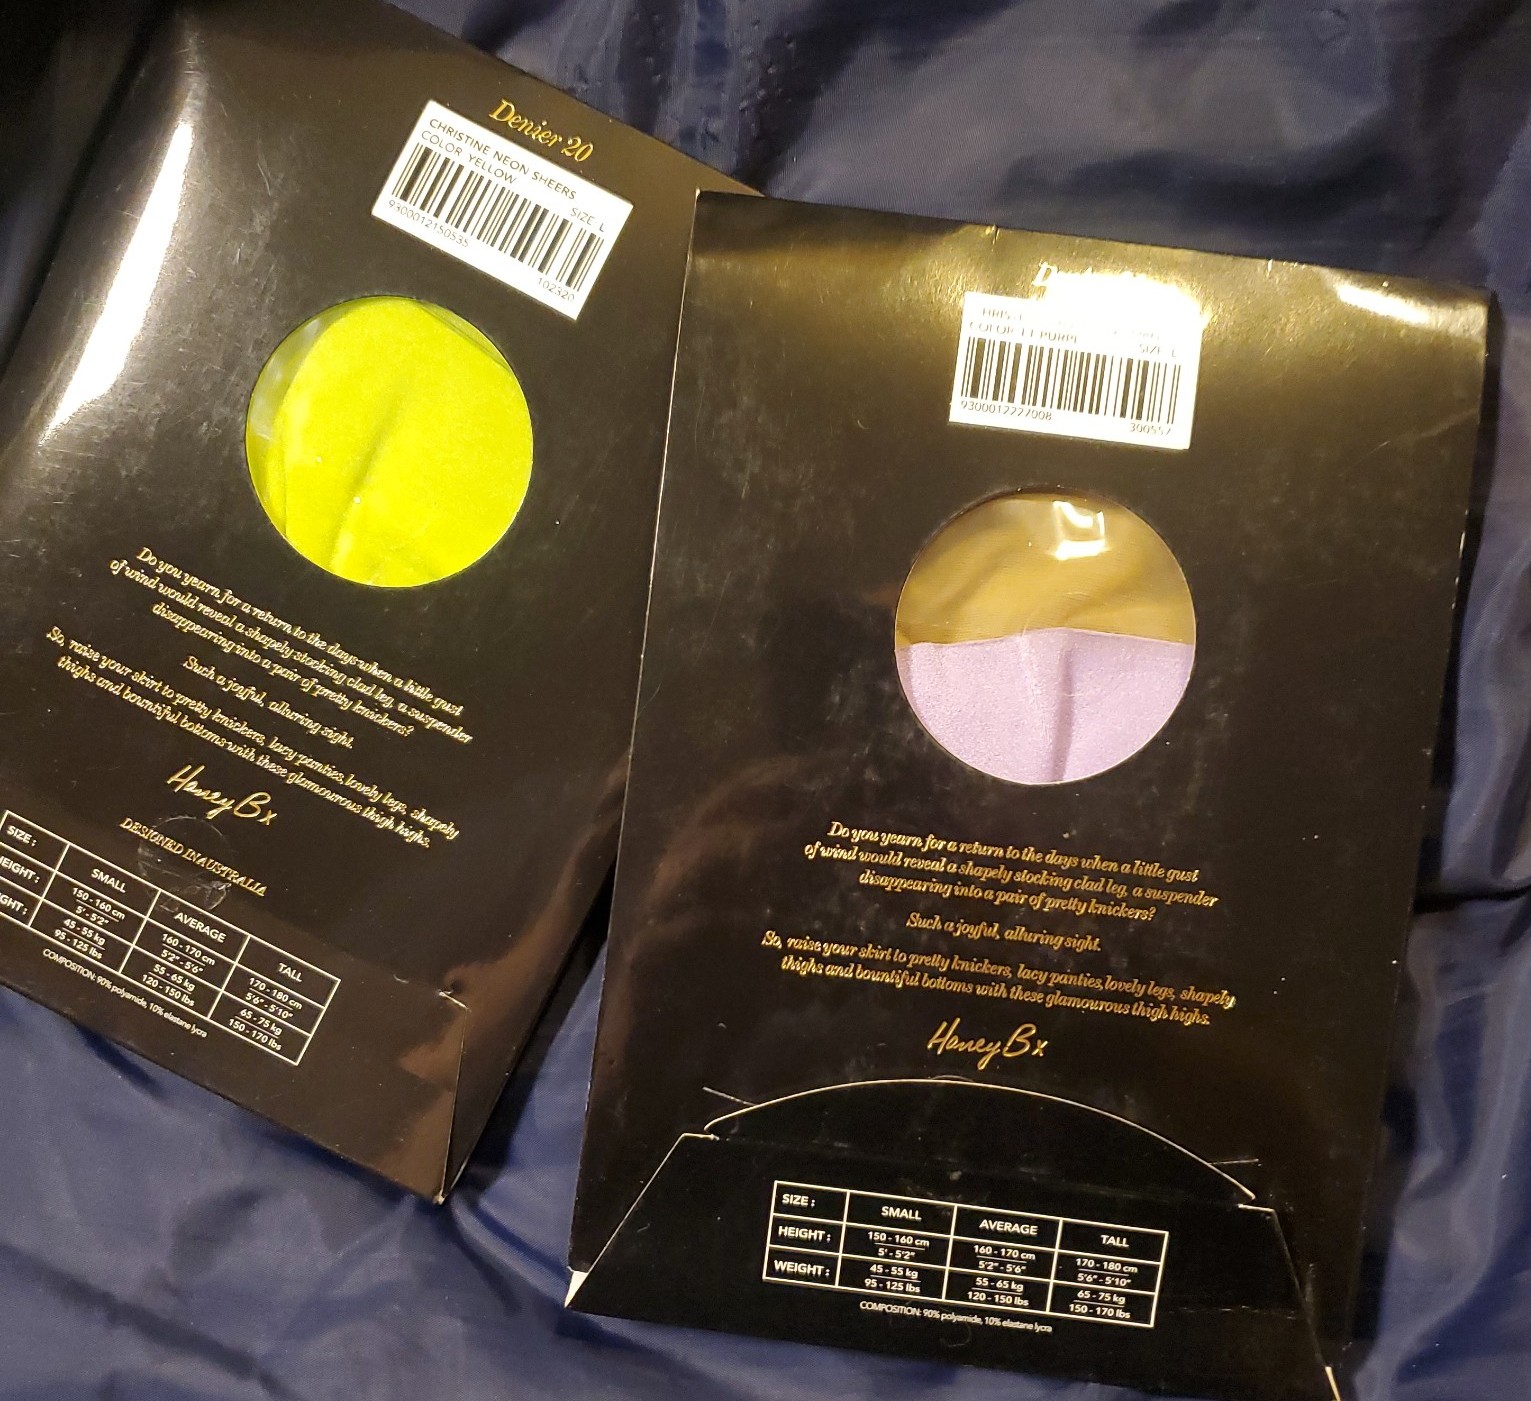 Denier 20
CHRISTINE NEON SHEERS
COLOR YELLOW
SIZE: L
9300012150535
102320
Do you yearn for a return to the days when a little gust
of wind would reveal a shapely stocking clad leg, a suspender
disappearing into a pair of pretty knickers?
Such a joyful, alluring sight.
So, raise your skirt to pretty knickers, lacy panties, lovely legs, shapely
thighs and bountiful bottoms with these glamourous thigh highs.
Honey B x
DESIGNED IN AUSTRALIA
SIZE : SMALL AVERAGE TALL
HEIGHT : 150 - 160 cm 160 - 170 cm 170 - 180 cm
5' - 5'2" 5'2" - 5'6" 5'6" - 5'10"
45 - 55 kg 55 - 65 kg 65 - 75 kg
95 - 125 lbs 120 - 150 lbs 150 - 170 lbs
COMPOSITION: 90% polyamide, 10% elastane lycra
COLOR LT PURPL
SIZE L
9300012227008
300557
Do you yearn for a return to the days when a little gust
of wind would reveal a shapely stocking clad leg, a suspender
disappearing into a pair of pretty knickers?
Such a joyful, alluring sight.
So, raise your skirt to pretty knickers, lacy panties, lovely legs, shapely
thighs and bountiful bottoms with these glamourous thigh highs.
Honey B x
SIZE : SMALL AVERAGE TALL
HEIGHT : 150 - 160 cm 160 - 170 cm 170 - 180 cm
5' - 5'2" 5'2" - 5'6" 5'6" - 5'10"
WEIGHT : 45 - 55 kg 55 - 65 kg 65 - 75 kg
95 - 125 lbs 120 - 150 lbs 150 - 170 lbs
COMPOSITION: 90% polyamide, 10% elastane lycra